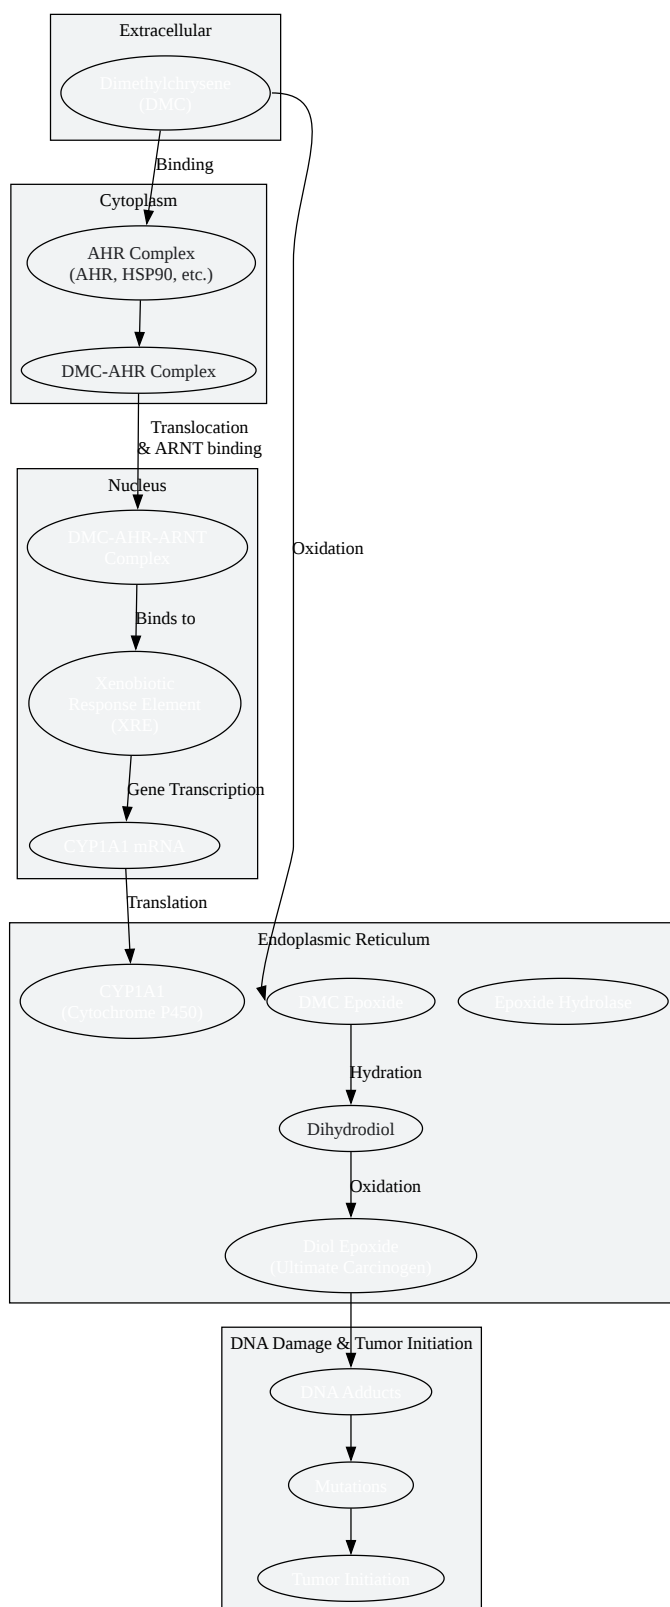 Extracellular
Dimethylchrysene
(DMC)
Binding
Cytoplasm
AHR Complex
(AHR, HSP90, etc.)
DMC-AHR Complex
Translocation
& ARNT binding
Nucleus
DMC-AHR-ARNT
Complex
Oxidation
Binds to
Xenobiotic
Response Element
(XRE)
Gene Transcription
CYP1A1 mRNA
Translation
Endoplasmic Reticulum
CYP1A1
(Cytochrome P450)
DMC Epoxide
Epoxide Hydrolase
Hydration
Dihydrodiol
Oxidation
Diol Epoxide
(Ultimate Carcinogen)
DNA Damage & Tumor Initiation
DNA Adducts
Mutations
Tumor Initiation